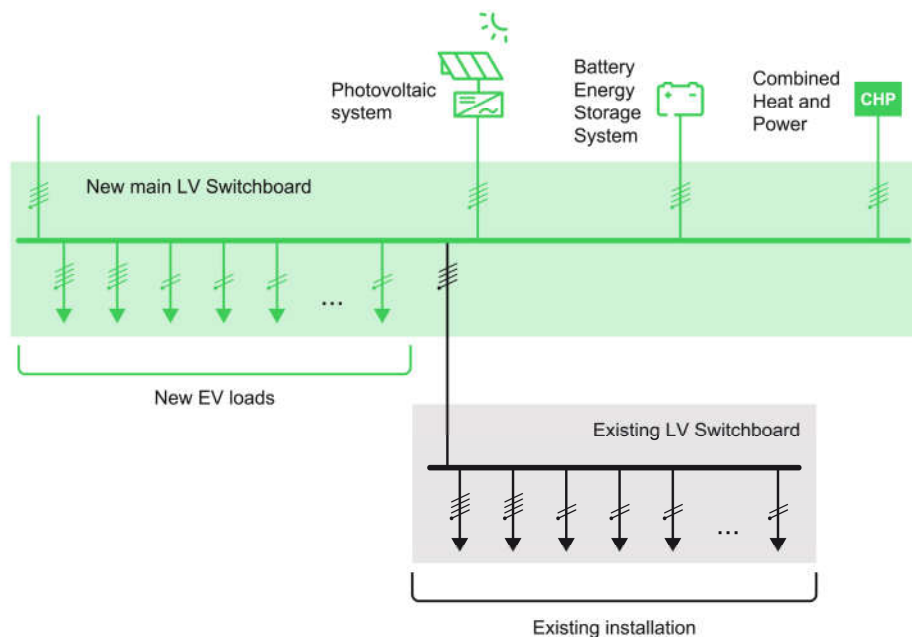 Photovoltaic
system
Battery
Energy
Storage
System
Combined
Heat and
Power
CHP
New main LV Switchboard
...
New EV loads
Existing LV Switchboard
...
Existing installation